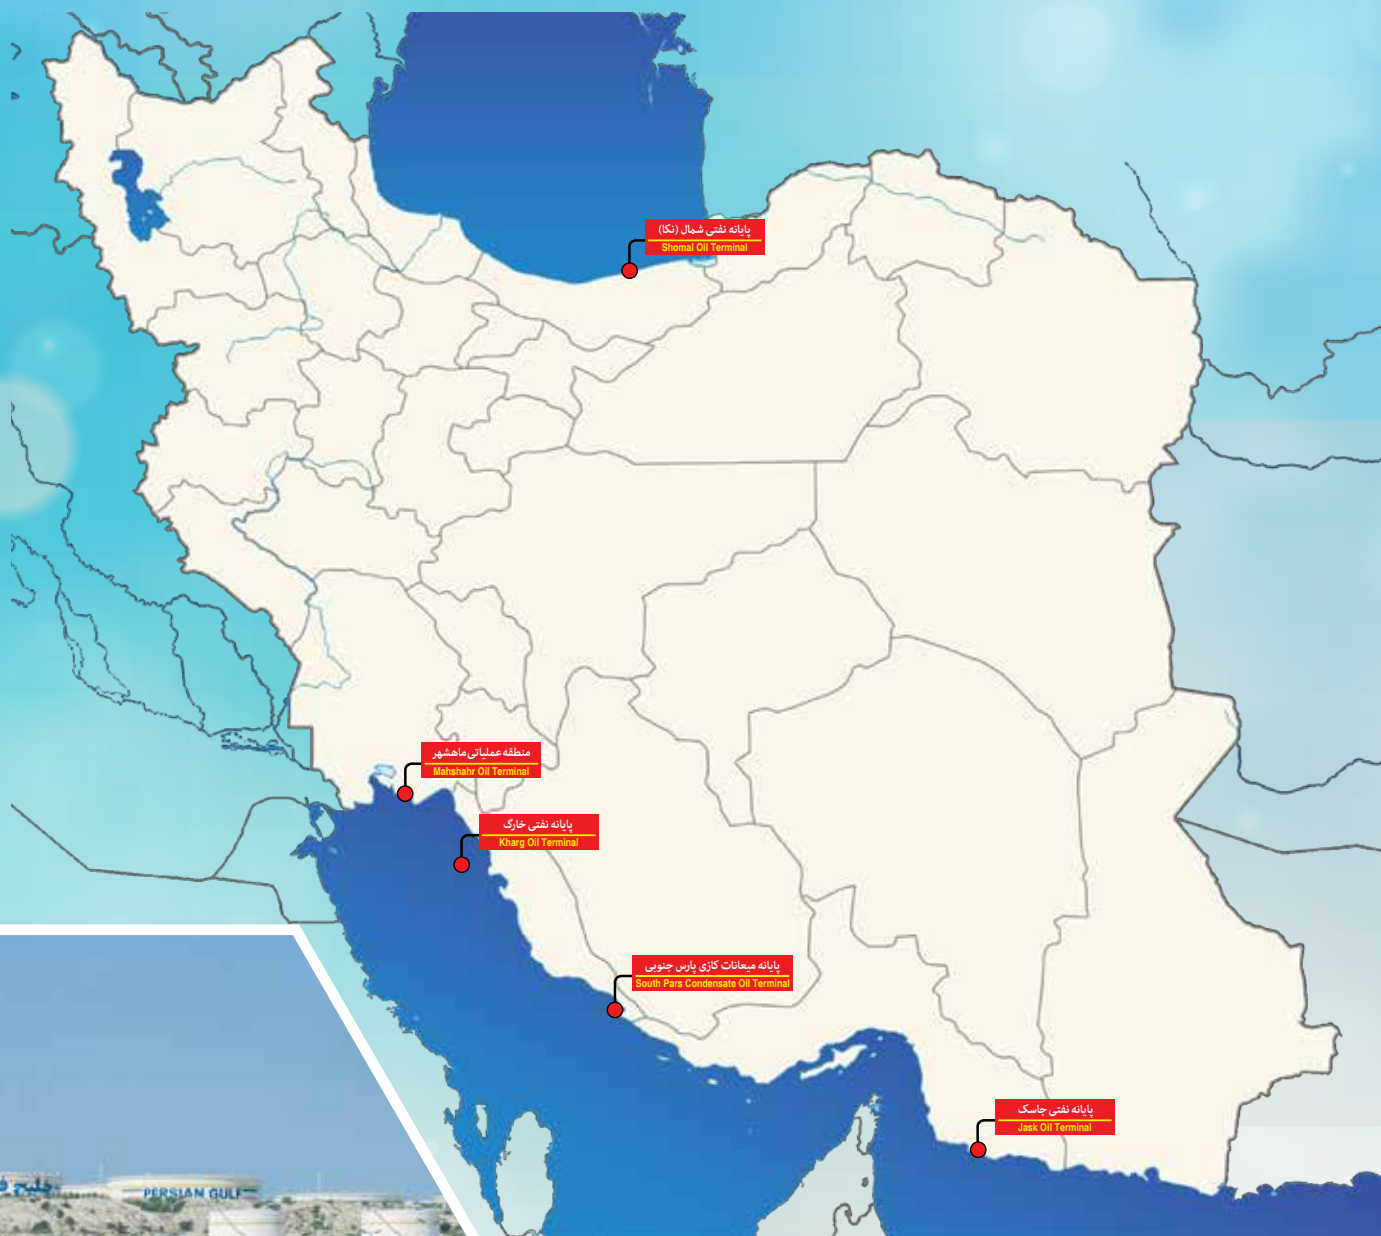 پایانه نفتی شمال (نکا)
Shomal Oil Terminal
منطقه عملیاتی ماهشهر
Mahshahr Oil Terminal
پایانه نفتی خارگ
Kharg Oil Terminal
پایانه میعانات گازی پارس جنوبی
South Pars Condensate Oil Terminal
پایانه نفتی جاسک
Jask Oil Terminal
خلیج
PERSIAN GULF